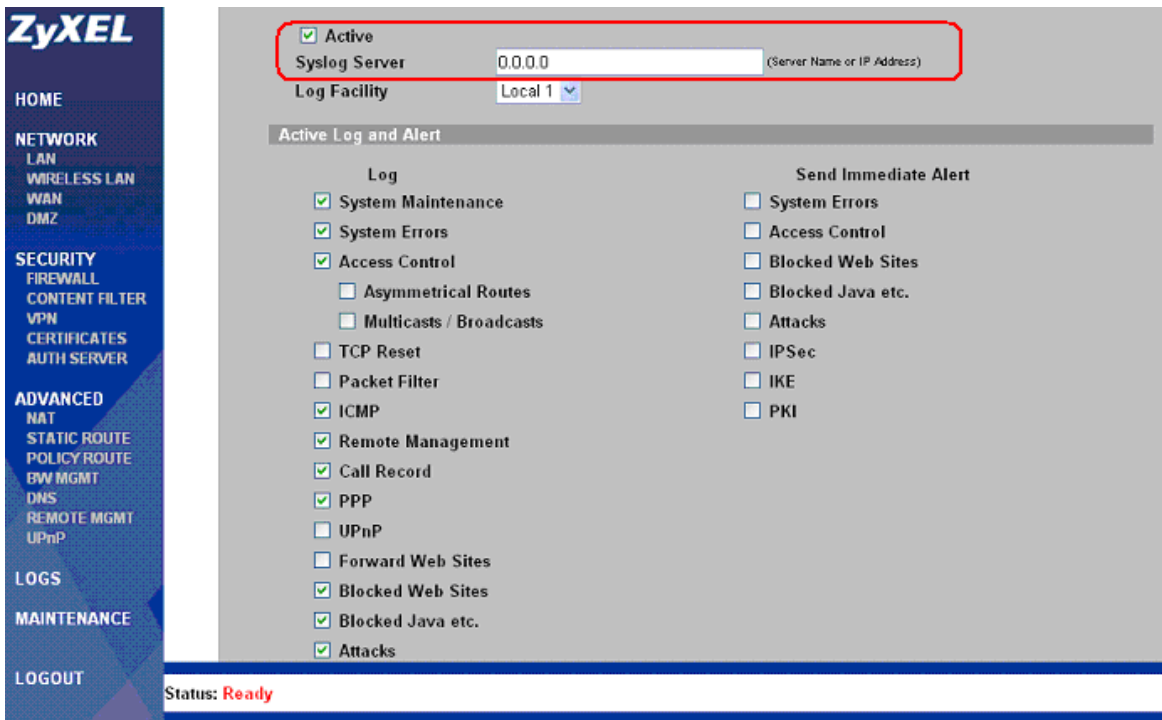 ZyXEL
HOME
NETWORK
LAN
WIRELESS LAN
WAN
DMZ
SECURITY
FIREWALL
CONTENT FILTER
VPN
CERTIFICATES
AUTH SERVER
ADVANCED
NAT
STATIC ROUTE
POLICY ROUTE
BW MGMT
DNS
REMOTE MGMT
UPnP
LOGS
MAINTENANCE
LOGOUT
Active
Syslog Server 0.0.0.0 (Server Name or IP Address)
Log Facility Local 1
Active Log and Alert
Log
System Maintenance
System Errors
Access Control
Asymmetrical Routes
Multicasts / Broadcasts
TCP Reset
Packet Filter
ICMP
Remote Management
Call Record
PPP
UPnP
Forward Web Sites
Blocked Web Sites
Blocked Java etc.
Attacks
Send Immediate Alert
System Errors
Access Control
Blocked Web Sites
Blocked Java etc.
Attacks
IPSec
IKE
PKI
Status: Ready